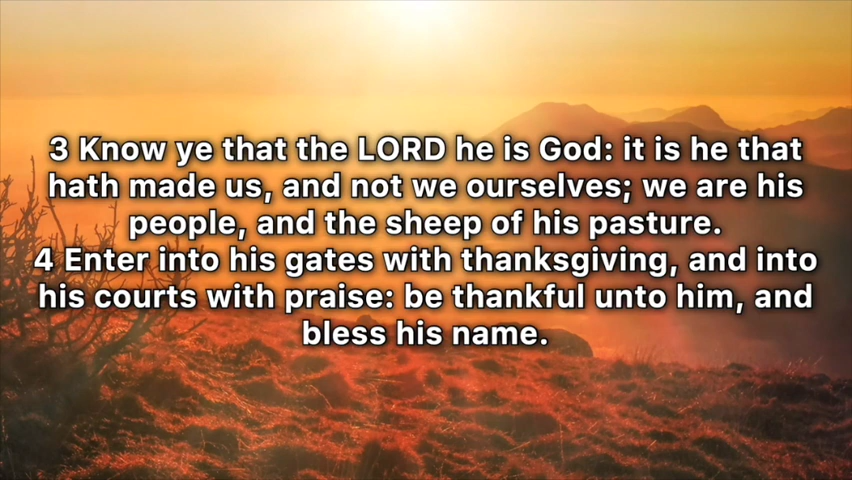 3 Know ye that the LORD he is God: it is he that
hath made us, and not we ourselves; we are his
people, and the sheep of his pasture.
4 Enter into his gates with thanksgiving, and into
his courts with praise: be thankful unto him, and
bless his name.